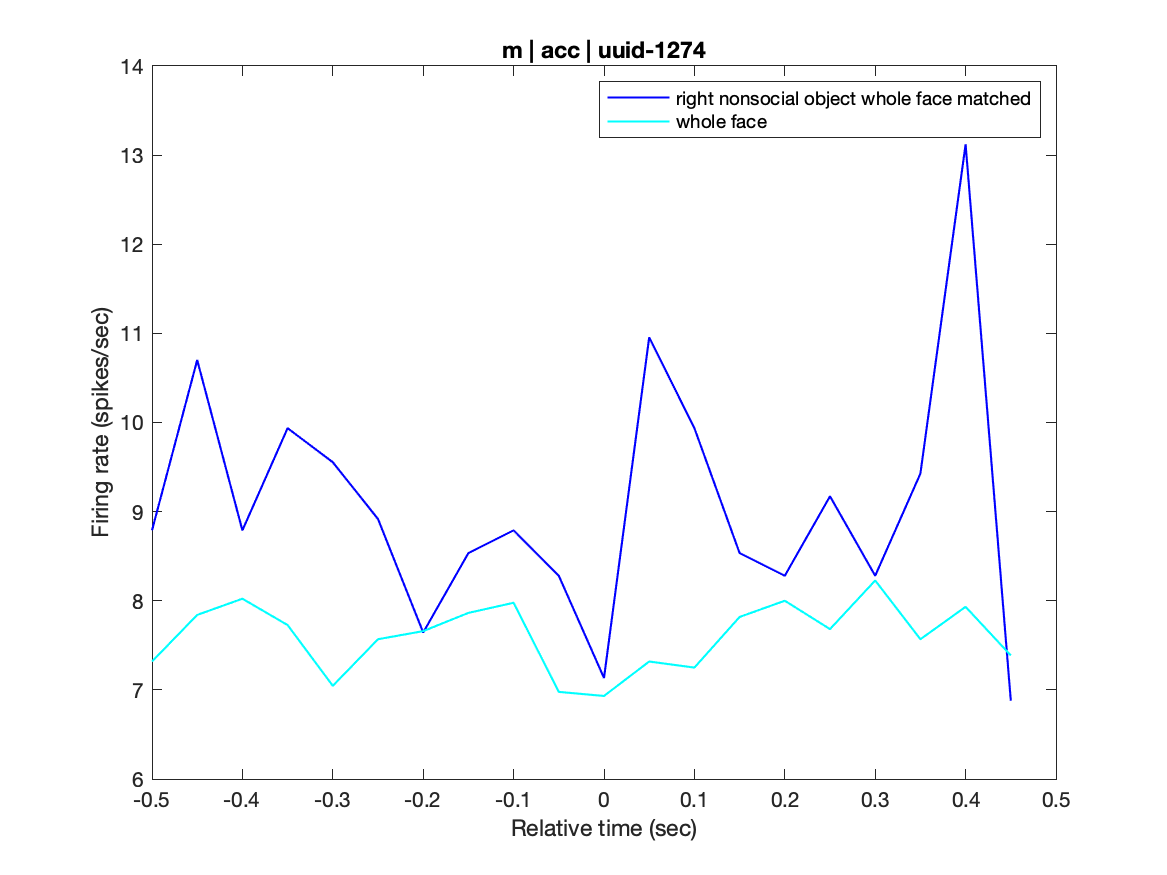 m | acc | uuid-1274
right nonsocial object whole face matched
whole face
14
13
12
11
10
9
8
7
6
Firing rate (spikes/sec)
-0.5 -0.4 -0.3 -0.2 -0.1 0 0.1 0.2 0.3 0.4 0.5
Relative time (sec)